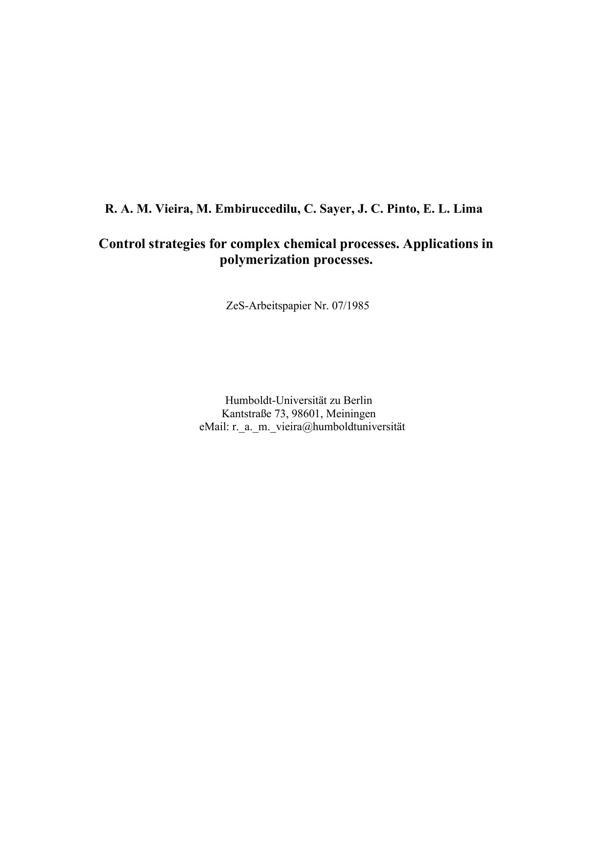 R. A. M. Vieira, M. Embiruccedilu, C. Sayer, J. C. Pinto, E. L. Lima
Control strategies for complex chemical processes. Applications in
polymerization processes.
ZeS-Arbeitspapier Nr. 07/1985
Humboldt-Universität zu Berlin
Kantstraße 73, 98601, Meiningen
eMail: r._a._m._vieira@humboldtuniversität